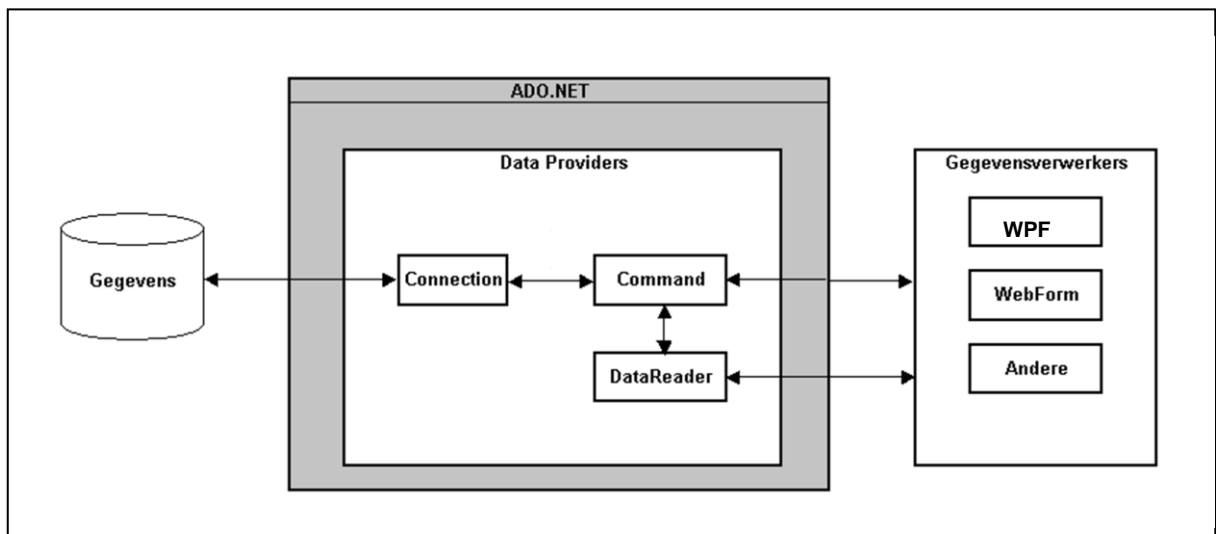 ADO.NET
Data Providers
Gegevensverwerkers
WPF
Gegevens
Connection
Command
WebForm
DataReader
Andere